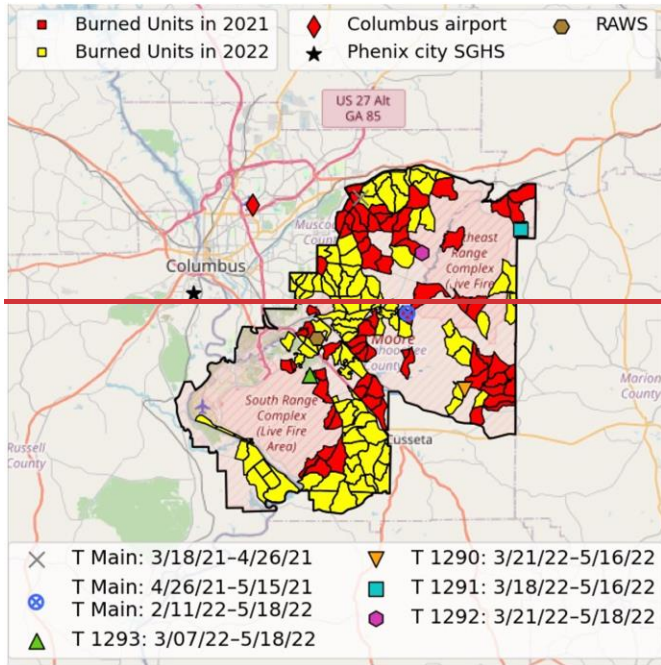 Burned Units in 2021
Burned Units in 2022
Columbus airport
Phenix city SGHS
RAWS
US 27 Alt
GA 85
Columbus
Range
Complex
(Live Fire
Moore
County
South Range
Complex
(Live Fire
Area)
Cusseta
Marion
County
Russell
County
T Main: 3/18/21–4/26/21
T Main: 4/26/21–5/15/21
T Main: 2/11/22–5/18/22
T 1293: 3/07/22–5/18/22
T 1290: 3/21/22–5/16/22
T 1291: 3/18/22–5/16/22
T 1292: 3/21/22–5/18/22